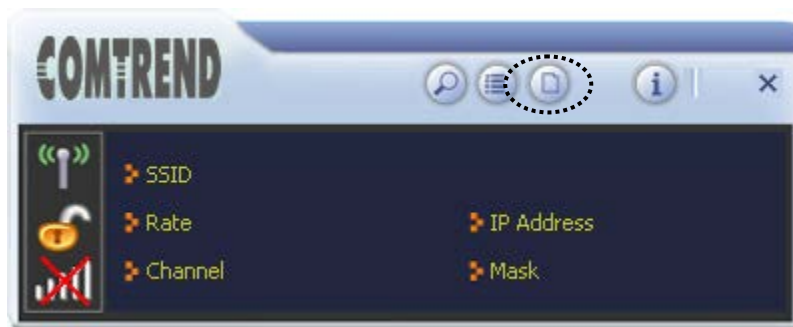 COMTREND
SSID
Rate
IP Address
Channel
Mask